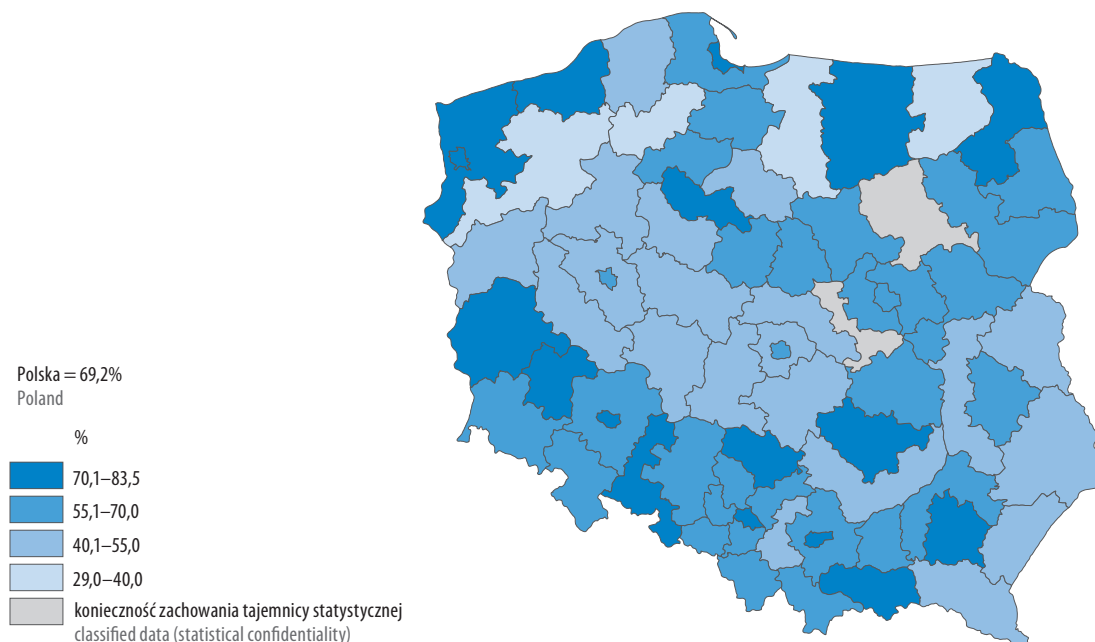 Polska = 69,2%
Poland
%
70,1–83,5
55,1–70,0
40,1–55,0
29,0–40,0
konieczność zachowania tajemnicy statystycznej
classified data (statistical confidentiality)